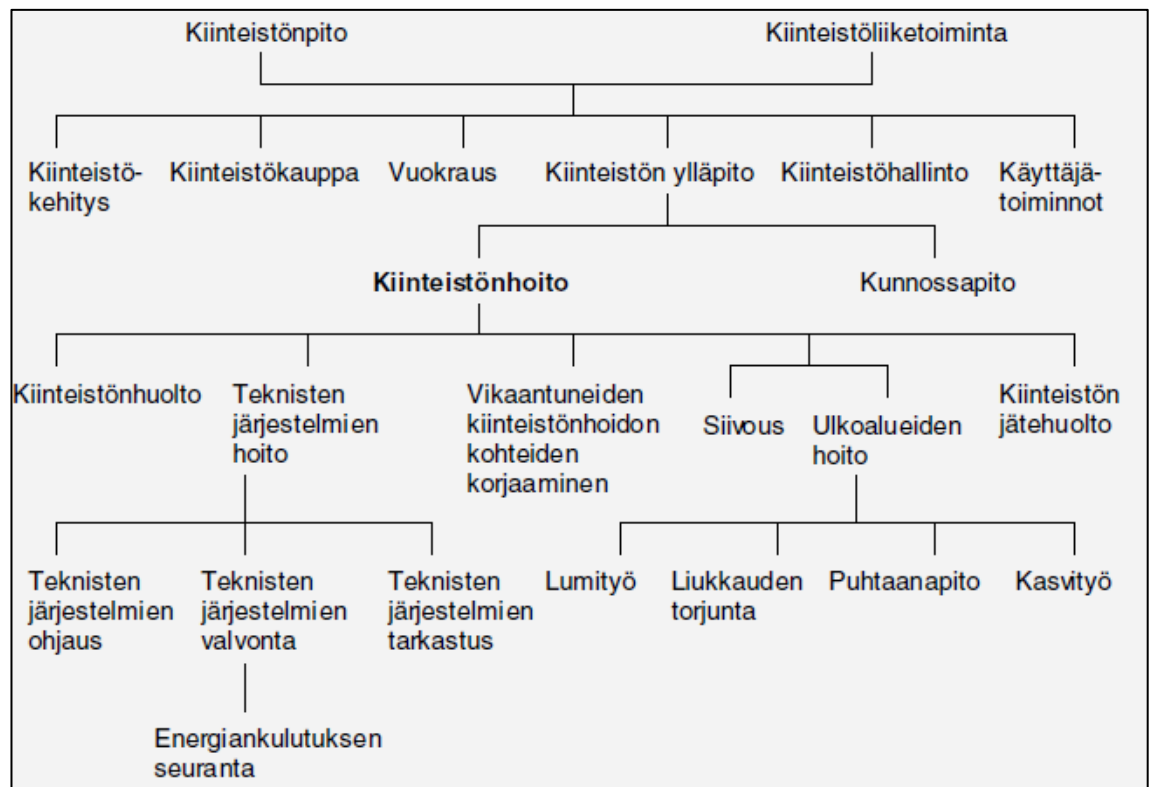 Kiinteistönpito
Kiinteistöliiketoiminta
Kiinteistö-
kehitys
Kiinteistökauppa
Vuokraus
Kiinteistön ylläpito
Kiinteistöhallinto
Käyttäjä-
toiminnot
Kiinteistönhoito
Kunnossapito
Kiinteistönhuolto
Teknisten
järjestelmien
hoito
Vikaantuneiden
kiinteistönhoidon
kohteiden
korjaaminen
Siivous
Ulkoalueiden
hoito
Kiinteistön
jätehuolto
Teknisten
järjestelmien
ohjaus
Teknisten
järjestelmien
valvonta
Teknisten
järjestelmien
tarkastus
Lumityö
Liukkauden
torjunta
Puhtaanapito
Kasvityö
Energiankulutuksen
seuranta